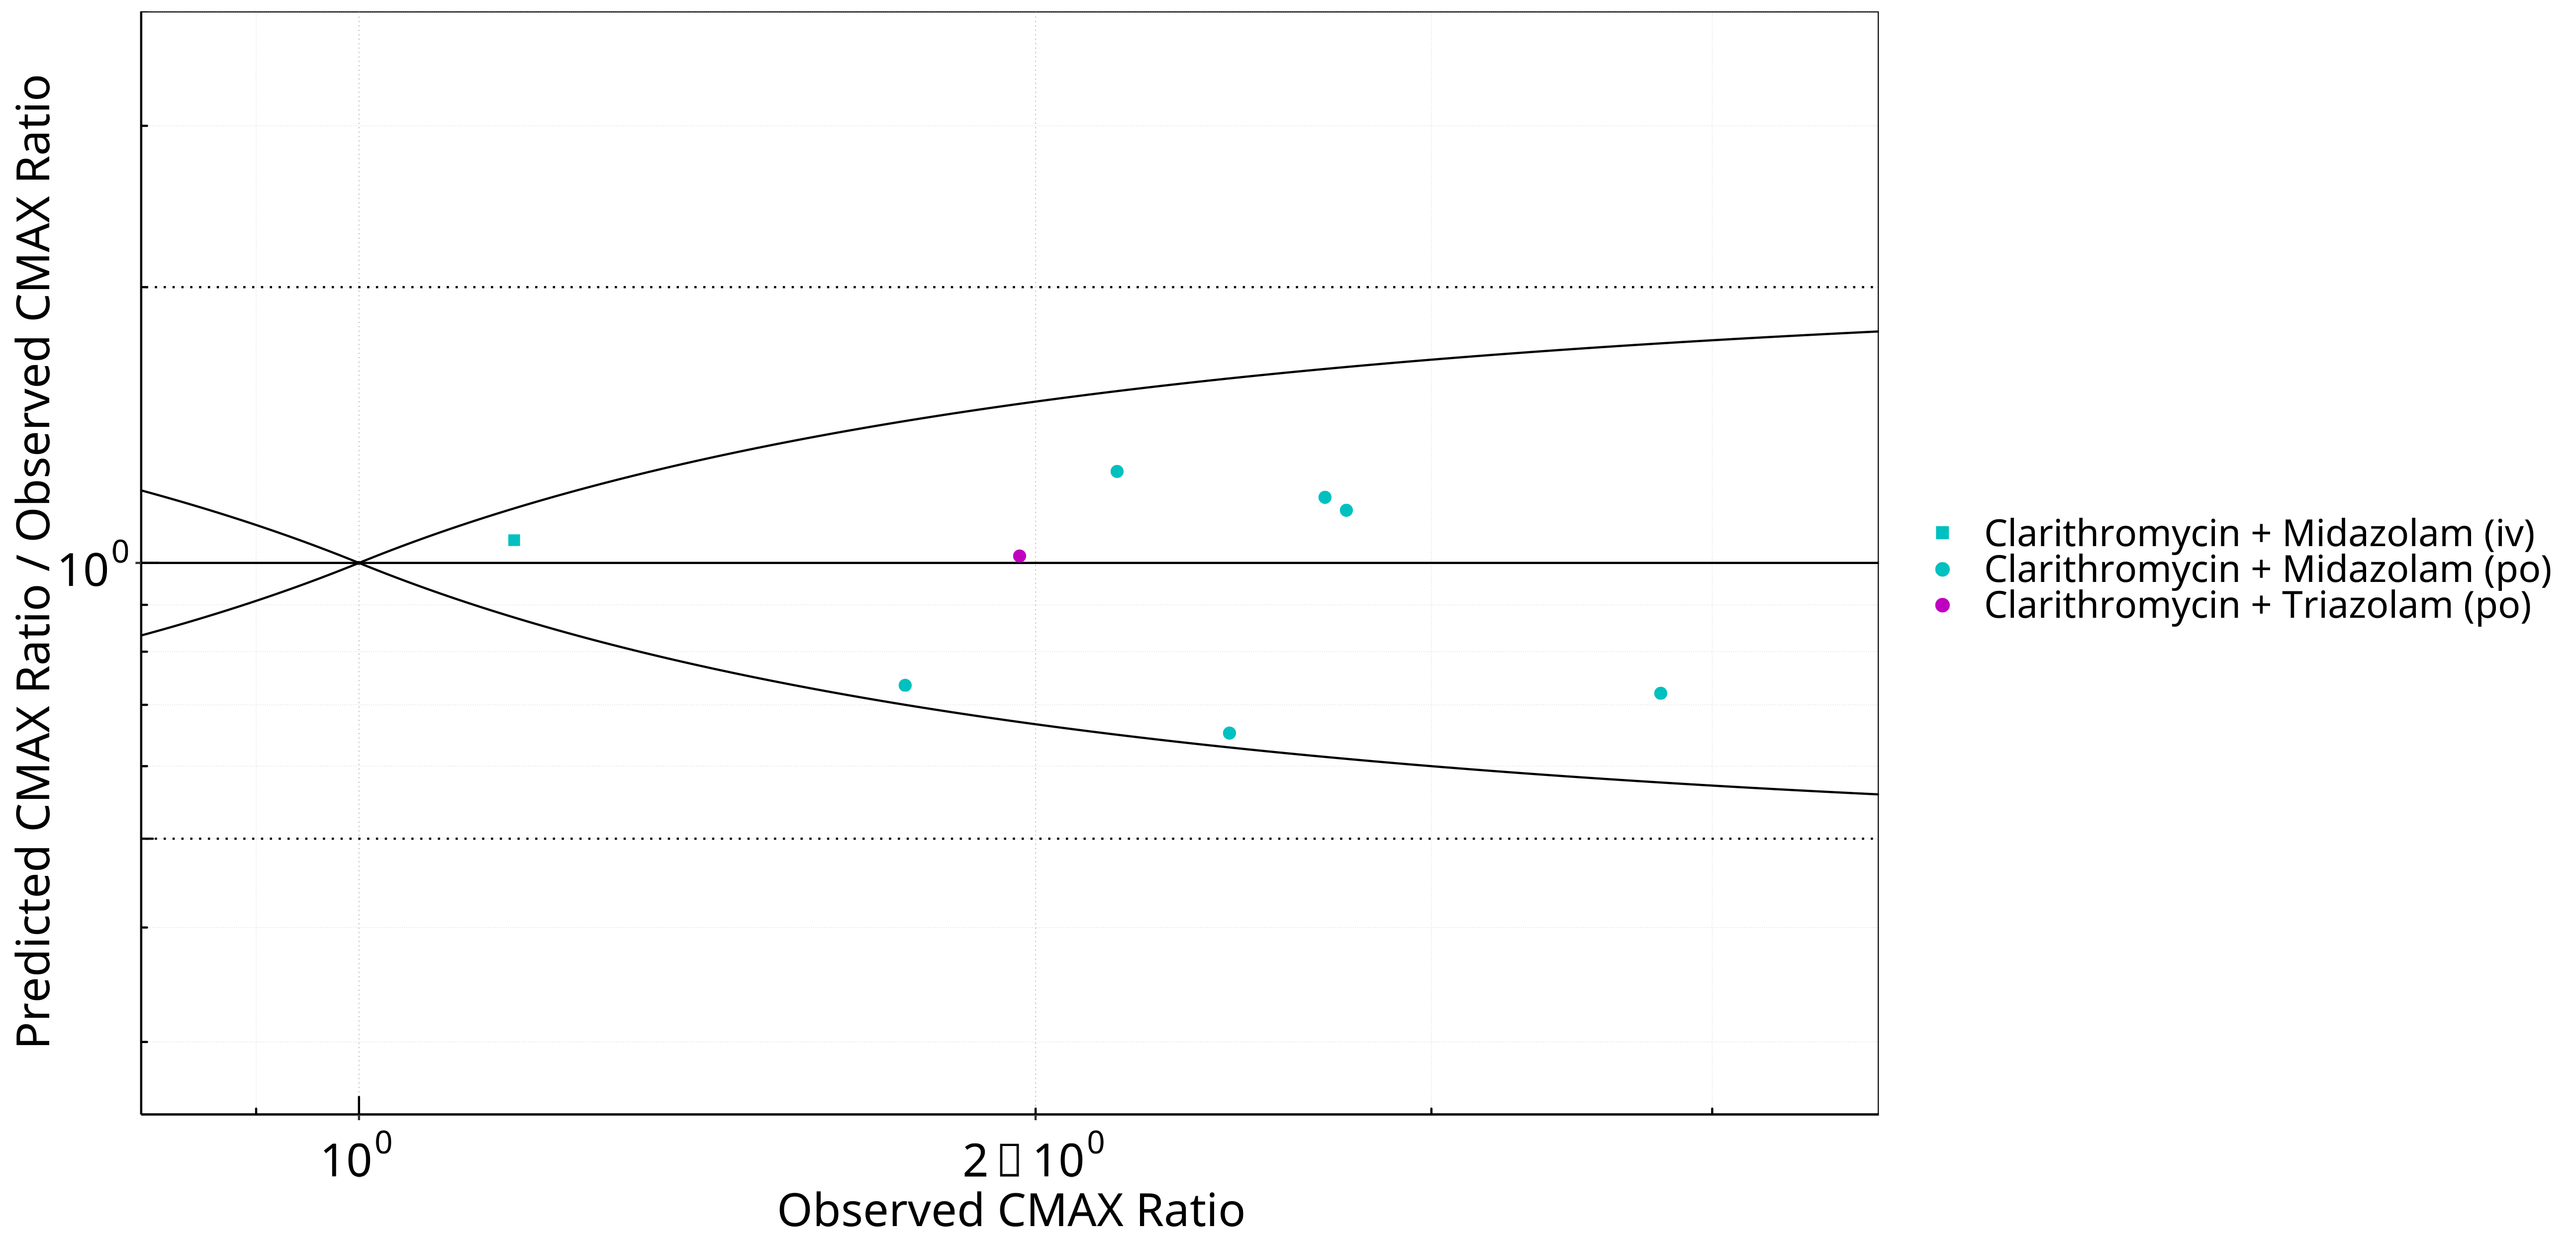 Predicted CMAX Ratio / Observed CMAX Ratio
10⁰
10⁰
2 ▯ 10⁰
Observed CMAX Ratio
Clarithromycin + Midazolam (iv)
Clarithromycin + Midazolam (po)
Clarithromycin + Triazolam (po)